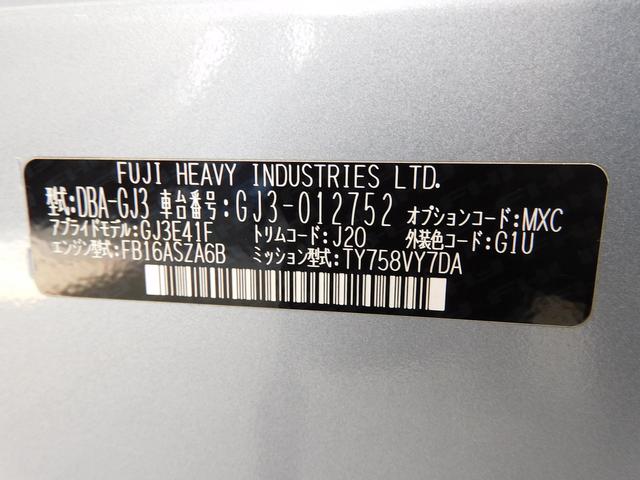 FUJI HEAVY INDUSTRIES LTD.
型式:DBA-GJ3 車台番号:GJ3-012752 オプションコード:MXC
アプライドモデル:GJ3E41F トリムコード:J20 外装色コード:G1U
エンジン型式:FB16ASZA6B ミッション型式:TY758VY7DA